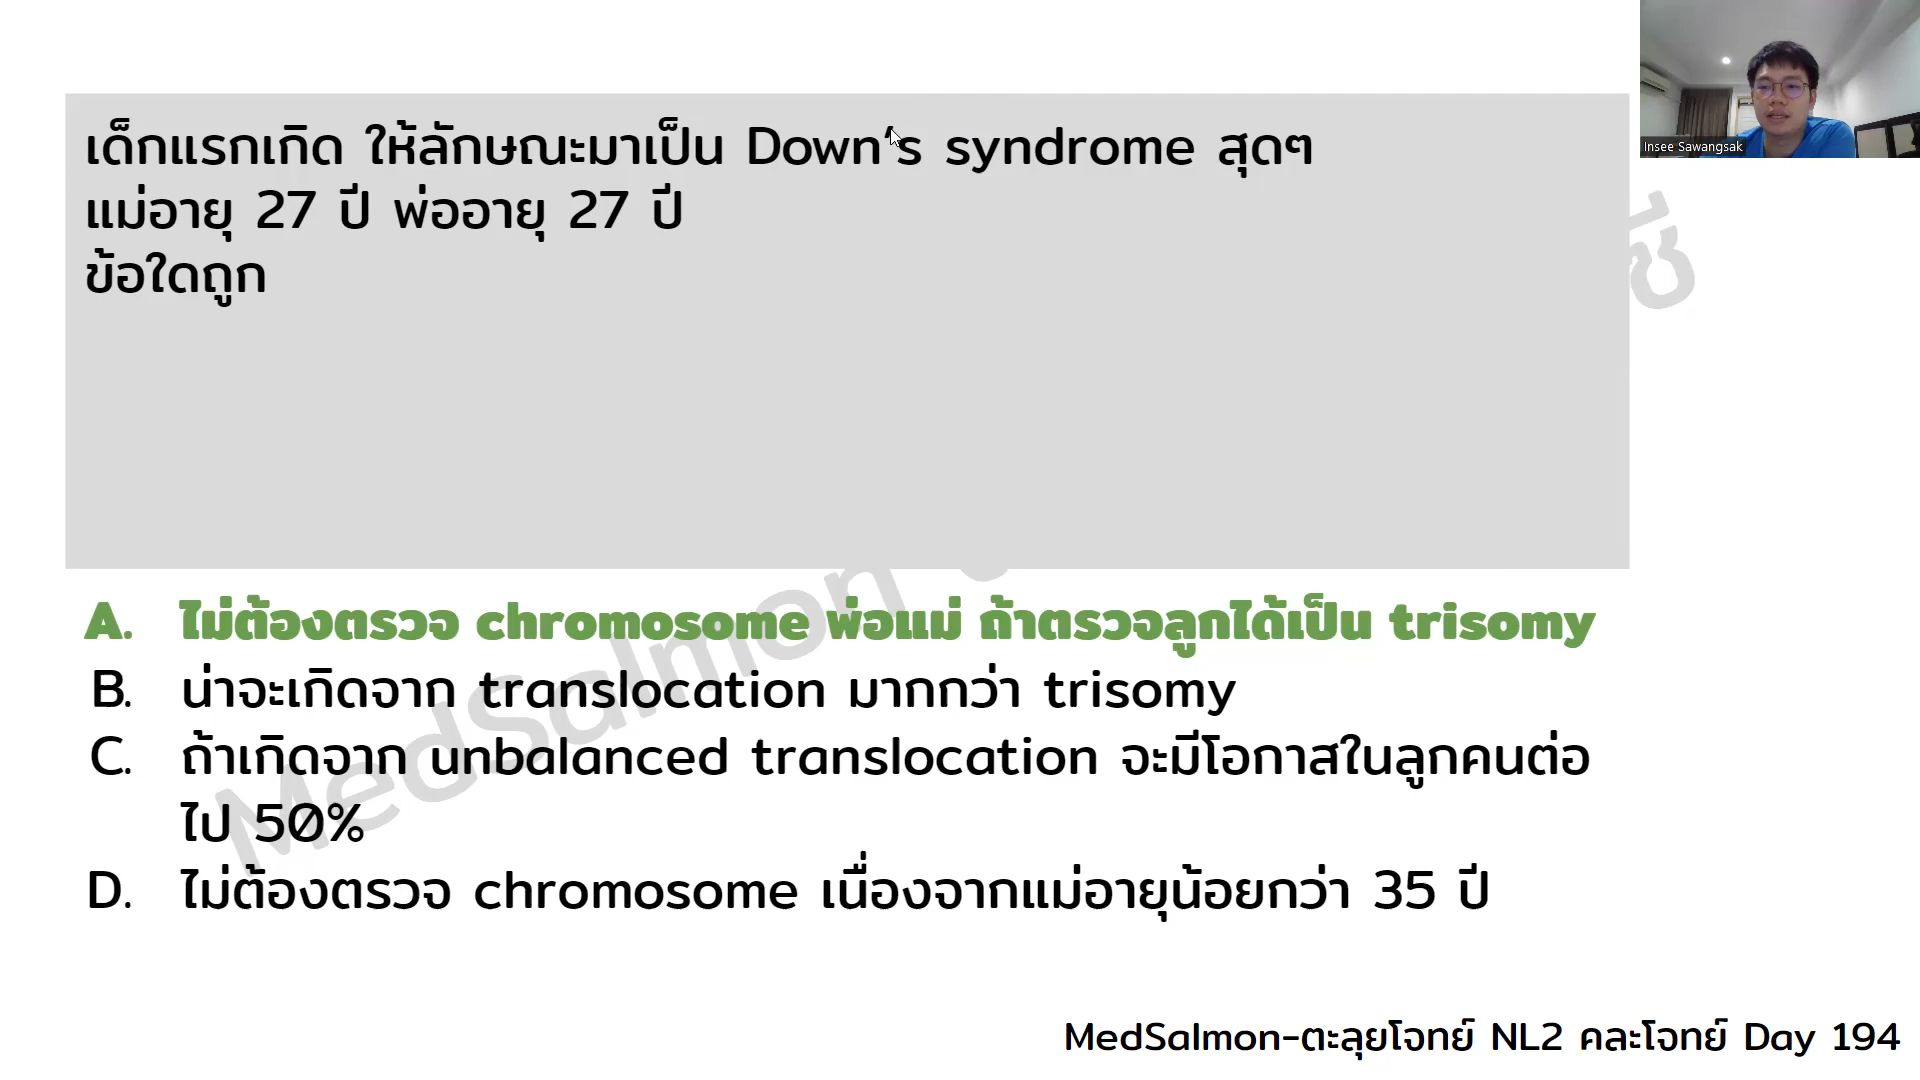 Insee Sawangsak
เด็กแรกเกิด ให้ลักษณะมาเป็น Down's syndrome สุดๆ
แม่อายุ 27 ปี พ่ออายุ 27 ปี
ข้อใดถูก
A. ไม่ต้องตรวจ chromosome พ่อแม่ ถ้าตรวจลูกได้เป็น trisomy
B. น่าจะเกิดจาก translocation มากกว่า trisomy
C. ถ้าเกิดจาก unbalanced translocation จะมีโอกาสในลูกคนต่อ
ไป 50%
D. ไม่ต้องตรวจ chromosome เนื่องจากแม่อายุน้อยกว่า 35 ปี
MedSalmon
MedSalmon-ตะลุยโจทย์ NL2 คละโจทย์ Day 194